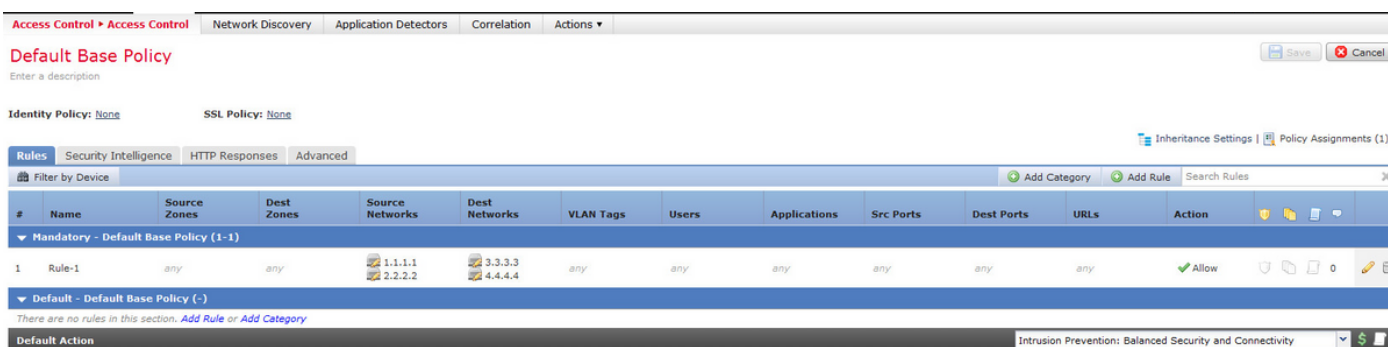 Access Control ▸ Access Control Network Discovery Application Detectors Correlation Actions ▾
Default Base Policy
Save Cancel
Enter a description
Identity Policy: None SSL Policy: None
Inheritance Settings | Policy Assignments (1)
Rules Security Intelligence HTTP Responses Advanced
Filter by Device Add Category Add Rule Search Rules
# Name Source Zones Dest Zones Source Networks Dest Networks VLAN Tags Users Applications Src Ports Dest Ports URLs Action
Mandatory - Default Base Policy (1-1)
1 Rule-1 any any 1.1.1.1 2.2.2.2 3.3.3.3 4.4.4.4 any any any any any any Allow 0
Default - Default Base Policy (-)
There are no rules in this section. Add Rule or Add Category
Default Action Intrusion Prevention: Balanced Security and Connectivity $